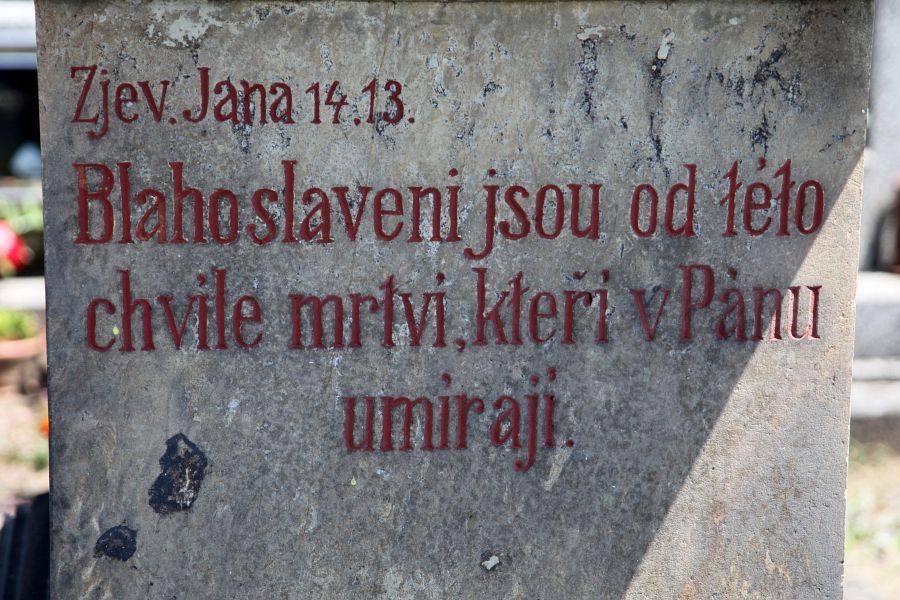 Zjev. Jana 14.13.
Blahoslaveni jsou od této
chvíle mrtví, kteří v Pánu
umírají.